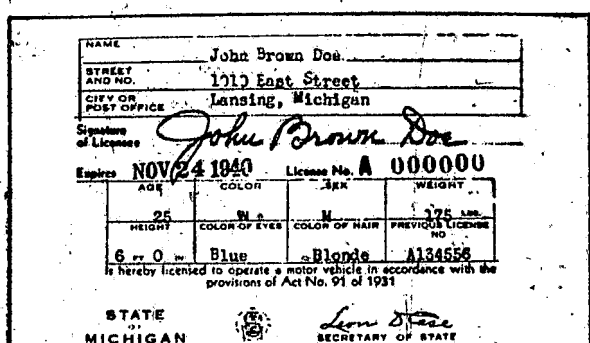 NAME John Brown Doe
STREET AND NO. 1010 East Street
CITY OR POST OFFICE Lansing, Michigan
Signature of Licensee John Brown Doe
Expires NOV 24 1940 License No. A 000000
AGE COLOR SEX WEIGHT
25 W M 175 LBS.
HEIGHT COLOR OF EYES COLOR OF HAIR PREVIOUS LICENSE NO
6 FT 0 IN Blue Blonde A134556
Is hereby licensed to operate a motor vehicle in accordance with the
provisions of Act No. 91 of 1931
STATE
OF
MICHIGAN
Leon D Case
SECRETARY OF STATE